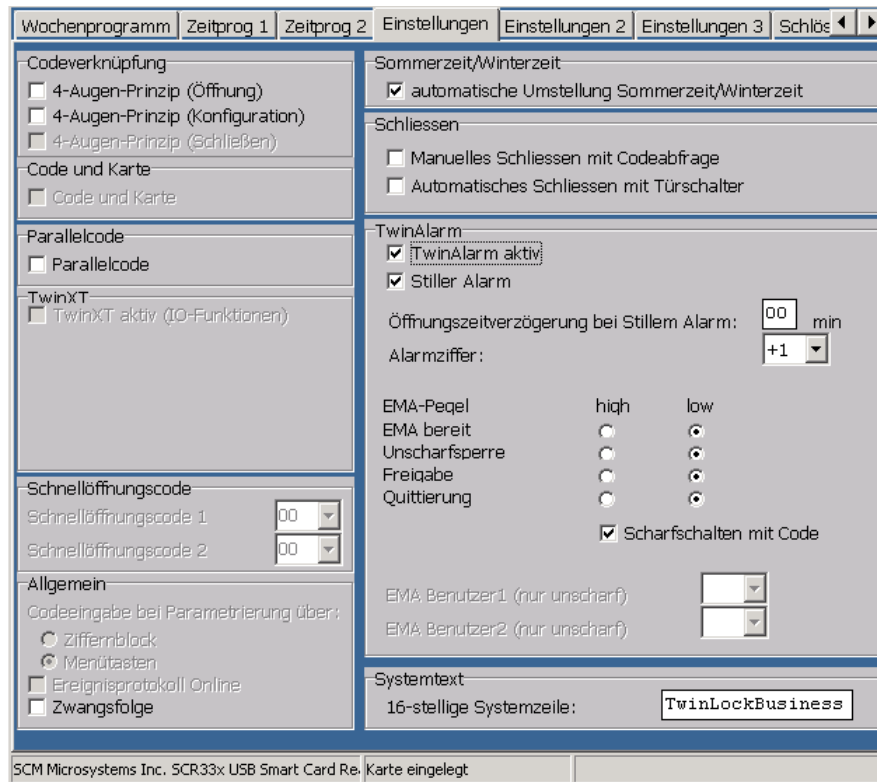 Wochenprogramm Zeitprog 1 Zeitprog 2 Einstellungen Einstellungen 2 Einstellungen 3 Schlös
Codeverknüpfung
4-Augen-Prinzip (Öffnung)
4-Augen-Prinzip (Konfiguration)
4-Augen-Prinzip (Schließen)
Code und Karte
Code und Karte
Parallelcode
Parallelcode
TwinXT
TwinXT aktiv (IO-Funktionen)
Schnellöffnungscode
Schnellöffnungscode 1 00
Schnellöffnungscode 2 00
Allgemein
Codeeingabe bei Parametrierung über:
Ziffernblock
Menütasten
Ereignisprotokoll Online
Zwangsfolge
Sommerzeit/Winterzeit
automatische Umstellung Sommerzeit/Winterzeit
Schliessen
Manuelles Schliessen mit Codeabfrage
Automatisches Schliessen mit Türschalter
TwinAlarm
TwinAlarm aktiv
Stiller Alarm
Öffnungszeitverzögerung bei Stillem Alarm: 00 min
Alarmziffer: +1
EMA-Pegel high low
EMA bereit
Unscharfsperre
Freigabe
Quittierung
Scharfschalten mit Code
EMA Benutzer1 (nur unscharf)
EMA Benutzer2 (nur unscharf)
Systemtext
16-stellige Systemzeile: TwinLockBusiness
SCM Microsystems Inc. SCR33x USB Smart Card Re Karte eingelegt